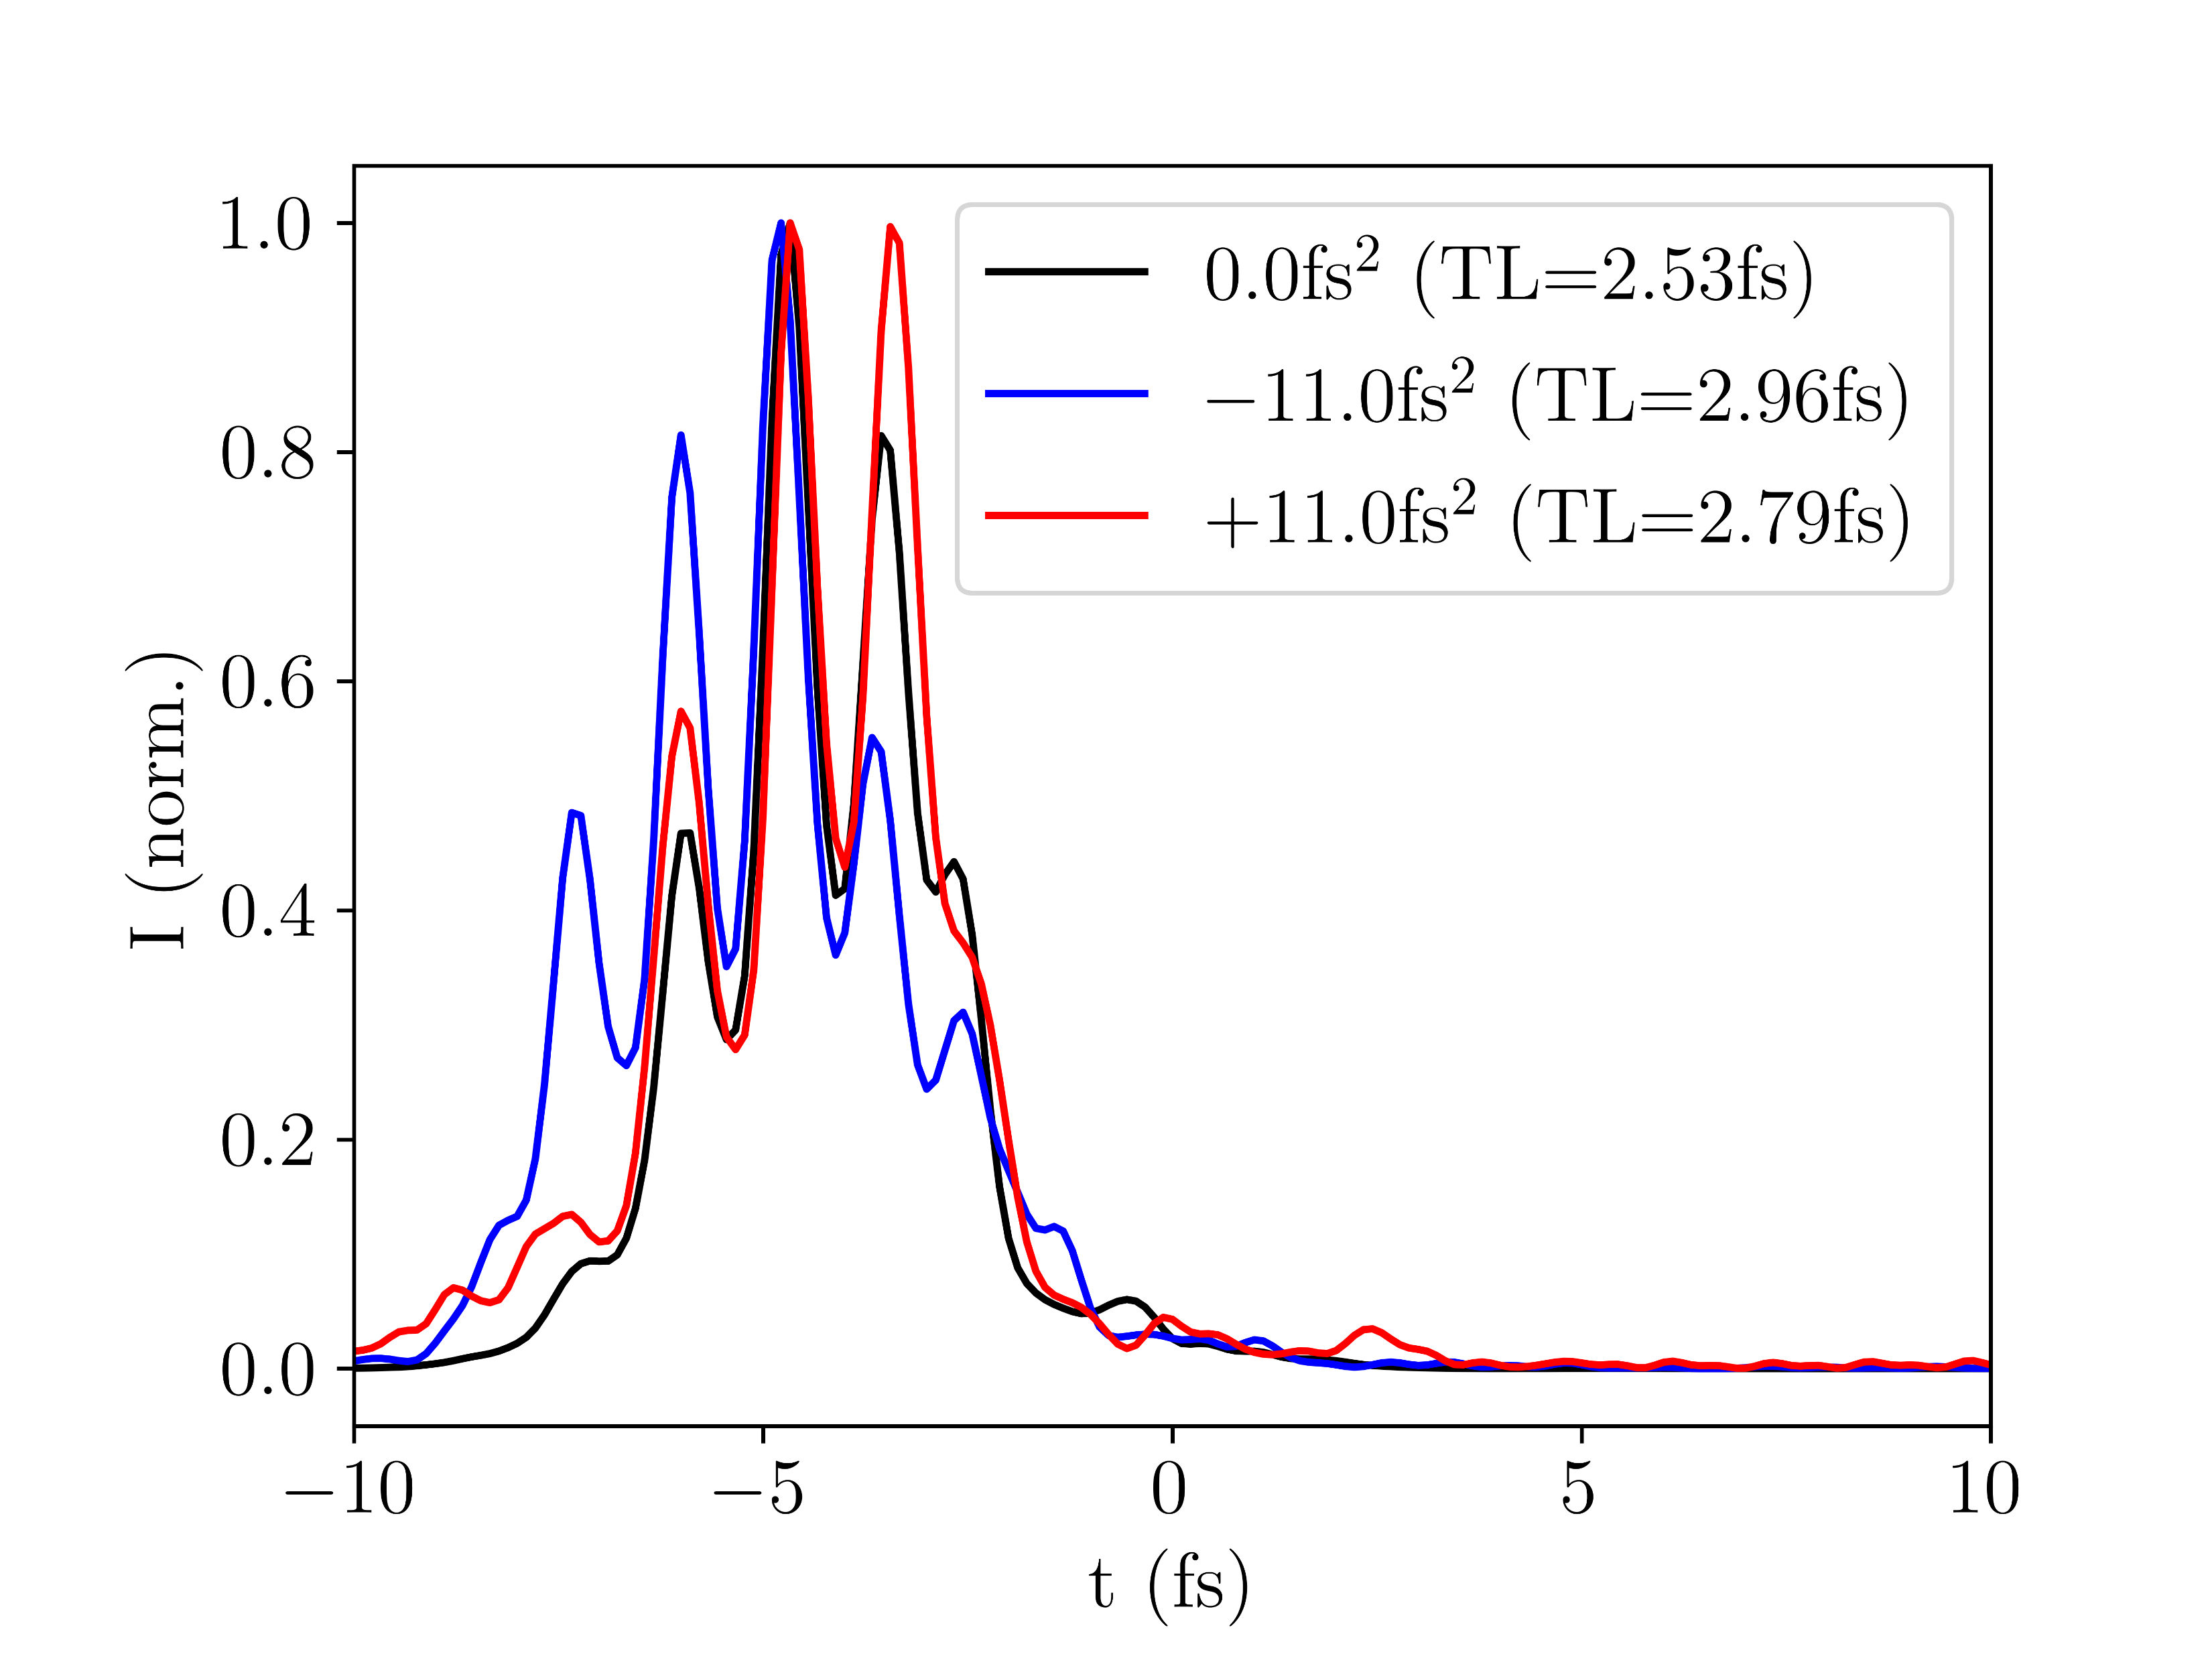 1.0
0.8
0.6
0.4
0.2
0.0
I (norm.)
−10
−5
0
5
10
t (fs)
0.0fs² (TL=2.53fs)
−11.0fs² (TL=2.96fs)
+11.0fs² (TL=2.79fs)